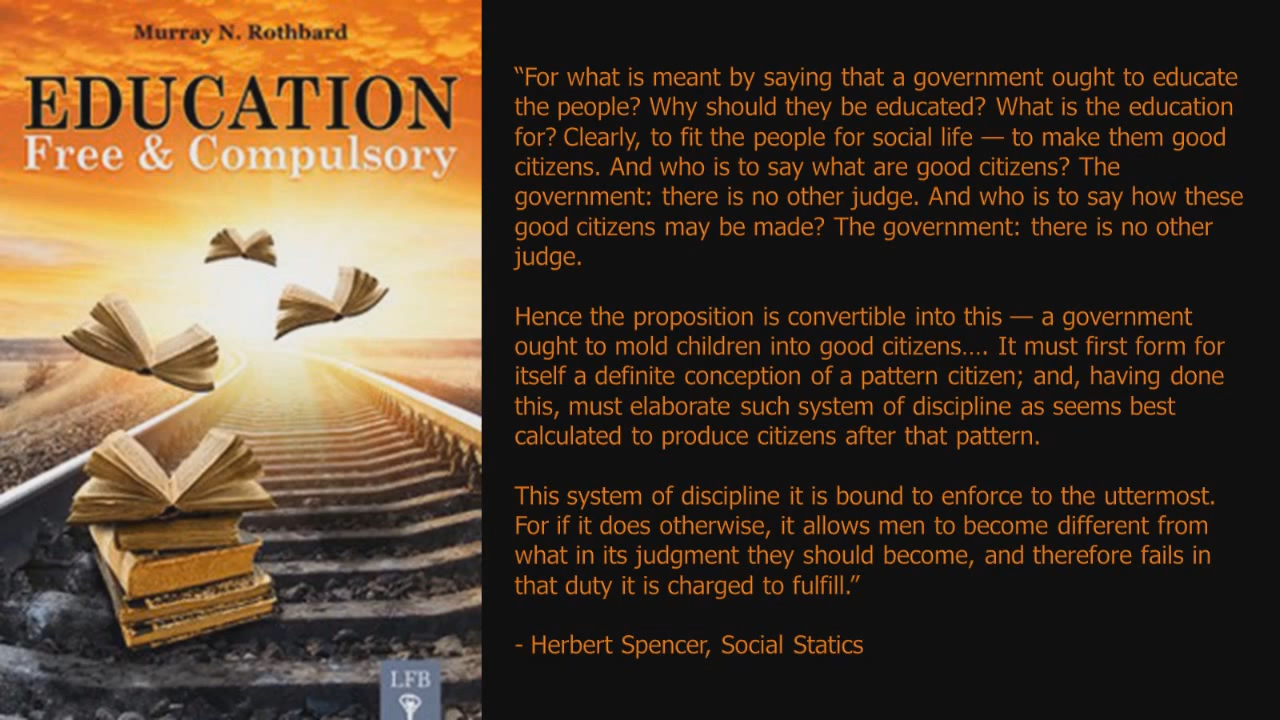 Murray N. Rothbard
EDUCATION
Free & Compulsory
LFB
“For what is meant by saying that a government ought to educate
the people? Why should they be educated? What is the education
for? Clearly, to fit the people for social life — to make them good
citizens. And who is to say what are good citizens? The
government: there is no other judge. And who is to say how these
good citizens may be made? The government: there is no other
judge.
Hence the proposition is convertible into this — a government
ought to mold children into good citizens.... It must first form for
itself a definite conception of a pattern citizen; and, having done
this, must elaborate such system of discipline as seems best
calculated to produce citizens after that pattern.
This system of discipline it is bound to enforce to the uttermost.
For if it does otherwise, it allows men to become different from
what in its judgment they should become, and therefore fails in
that duty it is charged to fulfill.”
- Herbert Spencer, Social Statics